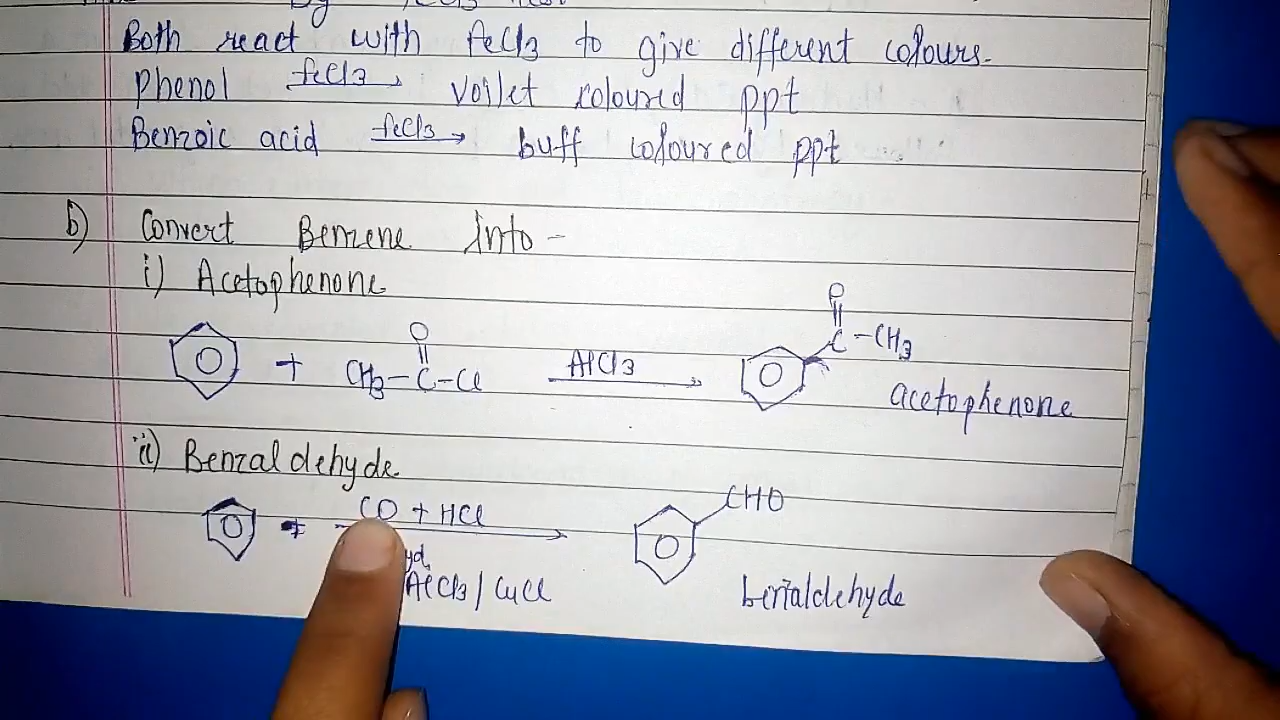 by
Both react with FeCl3 to give different colours.
Phenol FeCl3 voilet coloured ppt
Benzoic acid FeCl3 buff coloured ppt
b) Convert Benzene into -
i) Acetophenone
+ CH3-C-Cl AlCl3 C-CH3
O O
acetophenone
ii) Benzaldehyde
+ CO + HCl CHO
AlCl3 / CuCl benzaldehyde